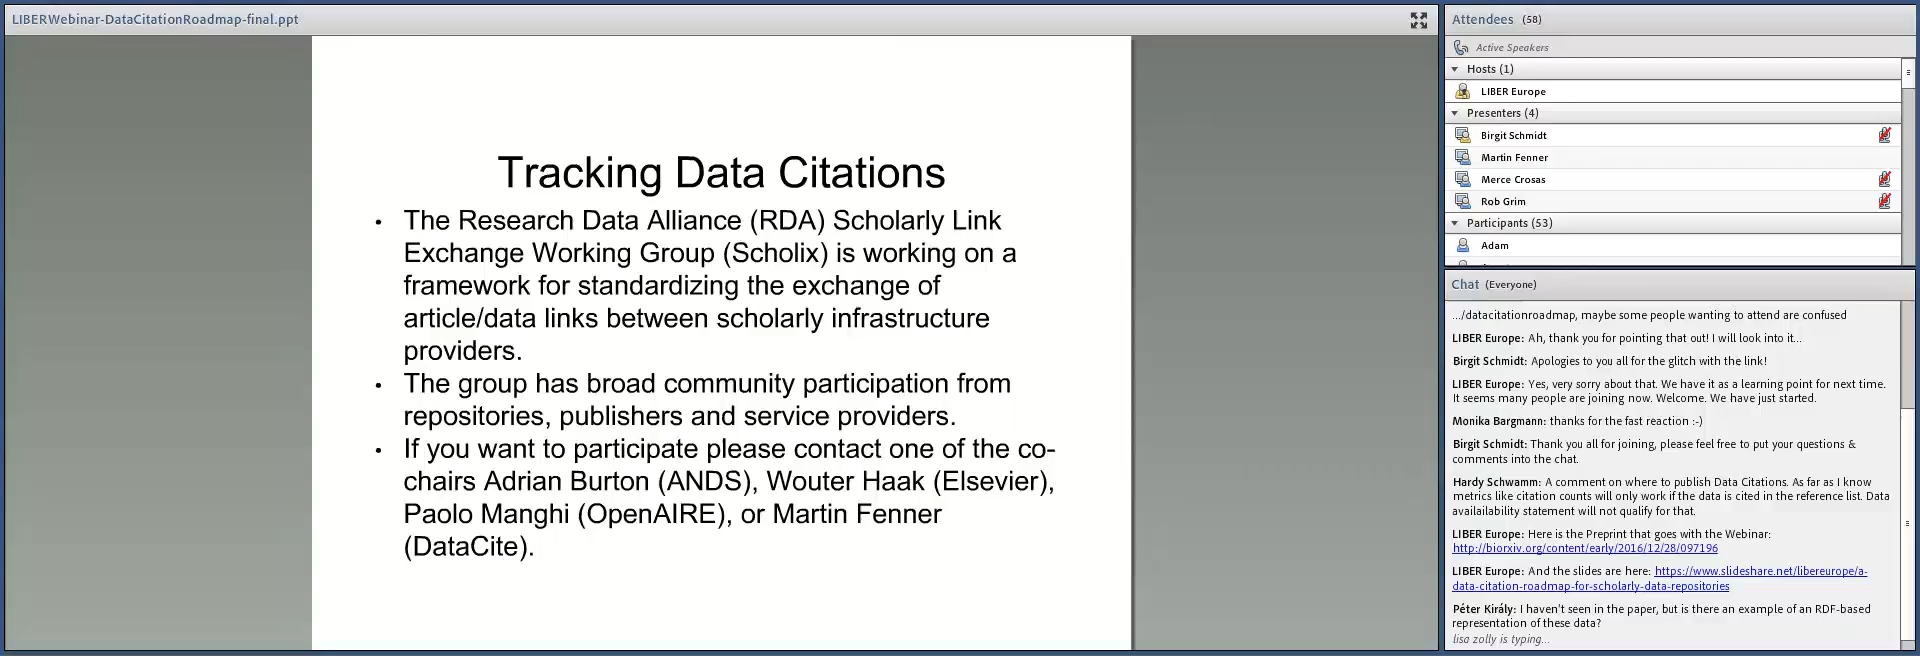 LIBERWebinar-DataCitationRoadmap-final.ppt
Tracking Data Citations
• The Research Data Alliance (RDA) Scholarly Link
Exchange Working Group (Scholix) is working on a
framework for standardizing the exchange of
article/data links between scholarly infrastructure
providers.
• The group has broad community participation from
repositories, publishers and service providers.
• If you want to participate please contact one of the co-
chairs Adrian Burton (ANDS), Wouter Haak (Elsevier),
Paolo Manghi (OpenAIRE), or Martin Fenner
(DataCite).
Attendees (58)
Active Speakers
Hosts (1)
LIBER Europe
Presenters (4)
Birgit Schmidt
Martin Fenner
Merce Crosas
Rob Grim
Participants (53)
Adam
Chat (Everyone)
.../datacitationroadmap, maybe some people wanting to attend are confused
LIBER Europe: Ah, thank you for pointing that out! I will look into it...
Birgit Schmidt: Apologies to you all for the glitch with the link!
LIBER Europe: Yes, very sorry about that. We have it as a learning point for next time.
It seems many people are joining now. Welcome. We have just started.
Monika Bargmann: thanks for the fast reaction :-)
Birgit Schmidt: Thank you all for joining, please feel free to put your questions &
comments into the chat.
Hardy Schwamm: A comment on where to publish Data Citations. As far as I know
metrics like citation counts will only work if the data is cited in the reference list. Data
availailability statement will not qualify for that.
LIBER Europe: Here is the Preprint that goes with the Webinar:
http://biorxiv.org/content/early/2016/12/28/097196
LIBER Europe: And the slides are here: https://www.slideshare.net/libereurope/a-
data-citation-roadmap-for-scholarly-data-repositories
Péter Király: I haven't seen in the paper, but is there an example of an RDF-based
representation of these data?
lisa zolly is typing...